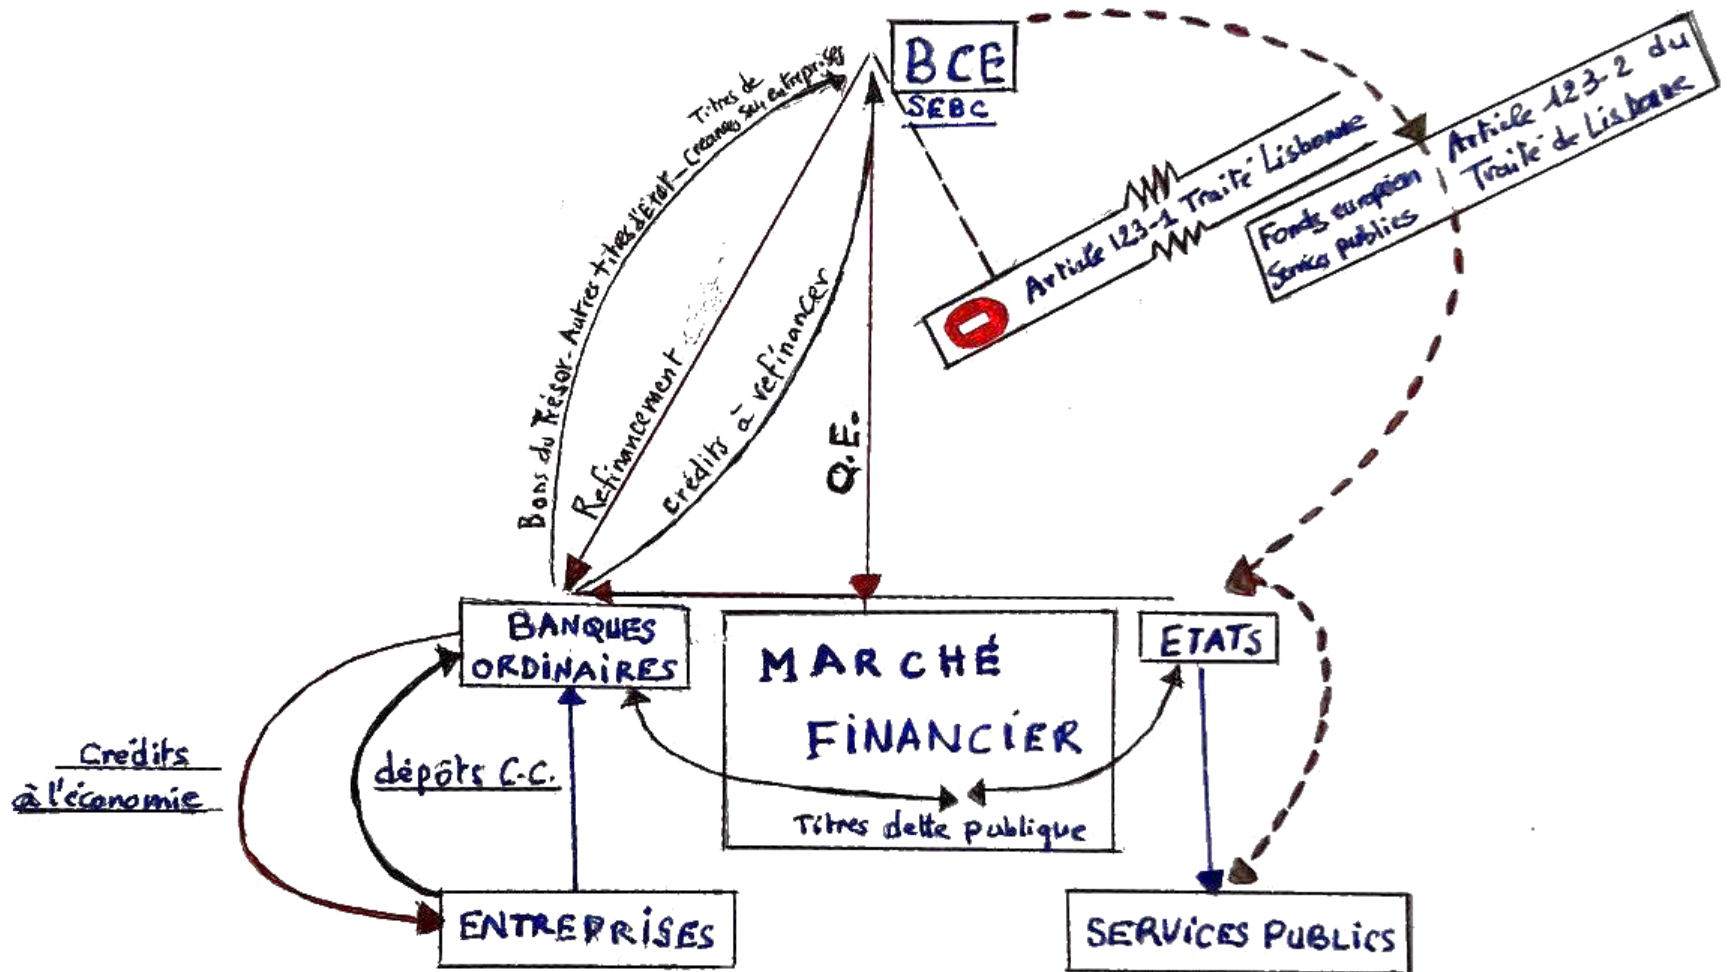 BCE
SEBC
Titres de
créances sur entreprises
Bons du Trésor - Autres titres d'Etat -
Refinancement
crédits à refinancer
Q.E.
Article 123-1 Traité Lisbonne
Article 123-2 du
Traité de Lisbonne
Fonds européen
Services publics
BANQUES
ORDINAIRES
MARCHÉ
FINANCIER
Titres dette publique
ETATS
Crédits
à l'économie
dépôts C.C.
ENTREPRISES
SERVICES PUBLICS